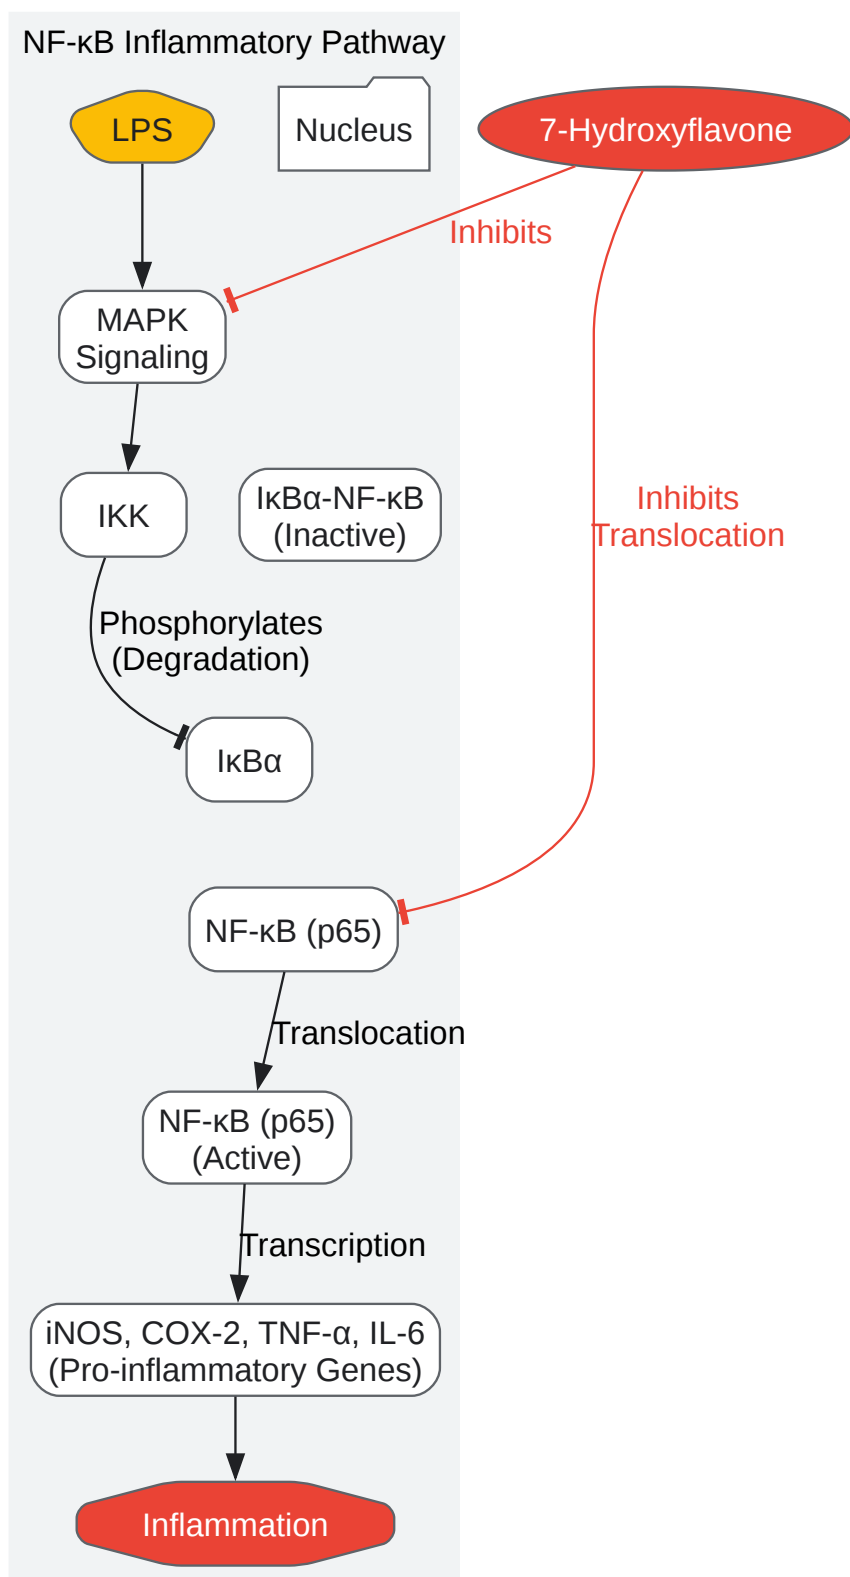 NF-κB Inflammatory Pathway
LPS
Nucleus
7-Hydroxyflavone
Inhibits
MAPK
Signaling
IKK
IκBα-NF-κB
(Inactive)
Inhibits
Translocation
Phosphorylates
(Degradation)
IκBα
NF-κB (p65)
Translocation
NF-κB (p65)
(Active)
Transcription
iNOS, COX-2, TNF-α, IL-6
(Pro-inflammatory Genes)
Inflammation